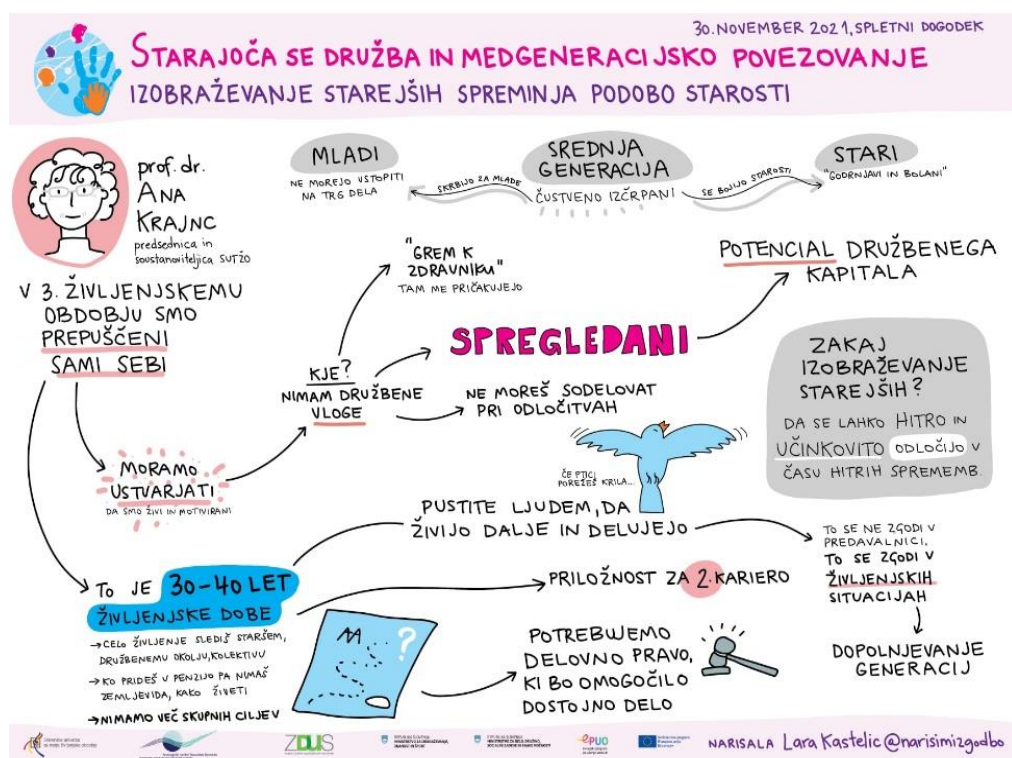 30. NOVEMBER 2021, SPLETNI DOGODEK
STARAJOČA SE DRUŽBA IN MEDGENERACIJSKO POVEZOVANJE
IZOBRAŽEVANJE STAREJŠIH SPREMINJA PODOBO STAROSTI
prof. dr.
ANA
KRAJNC
predsednica in
soustanoviteljica SUTŽO
MLADI
NE MOREJO VSTOPITI
NA TRG DELA
SKRBIJO ZA MLADE
SREDNJA
GENERACIJA
ČUSTVENO IZČRPANI
SE BOJIJO STAROSTI
STARI
"GODRNJAVI IN BOLANI"
V 3. ŽIVLJENJSKEMU
OBDOBJU SMO
PREPUŠČENI
SAMI SEBI
"GREM K
ZDRAVNIKU"
TAM ME PRIČAKUJEJO
POTENCIAL DRUŽBENEGA
KAPITALA
SPREGLEDANI
KJE?
NIMAM DRUŽBENE
VLOGE
NE MOREŠ SODELOVAT
PRI ODLOČITVAH
ZAKAJ
IZOBRAŽEVANJE
STAREJŠIH?
DA SE LAHKO HITRO IN
UČINKOVITO ODLOČIJO V
ČASU HITRIH SPREMEMB.
MORAMO
USTVARJATI
DA SMO ŽIVI IN MOTIVIRANI
ČE PTICI
POREŽEŠ KRILA...
PUSTITE LJUDEM, DA
ŽIVIJO DALJE IN DELUJEJO
TO SE NE ZGODI V
PREDAVALNICI,
TO SE ZGODI V
ŽIVLJENJSKIH
SITUACIJAH
DOPOLNJEVANJE
GENERACIJ
TO JE 30-40 LET
ŽIVLJENJSKE DOBE
→ CELO ŽIVLJENJE SLEDIŠ STARŠEM,
DRUŽBENEMU OKOLJU, KOLEKTIVU
→ KO PRIDEŠ V PENZIJO PA NIMAŠ
ZEMLJEVIDA, KAKO ŽIVETI
→ NIMAMO VEČ SKUPNIH CILJEV
PRILOŽNOST ZA 2. KARIERO
?
POTREBUJEMO
DELOVNO PRAVO,
KI BO OMOGOČILO
DOSTOJNO DELO
ZDUS
ePUO
NARISALA Lara Kastelic @narisimizgodbo